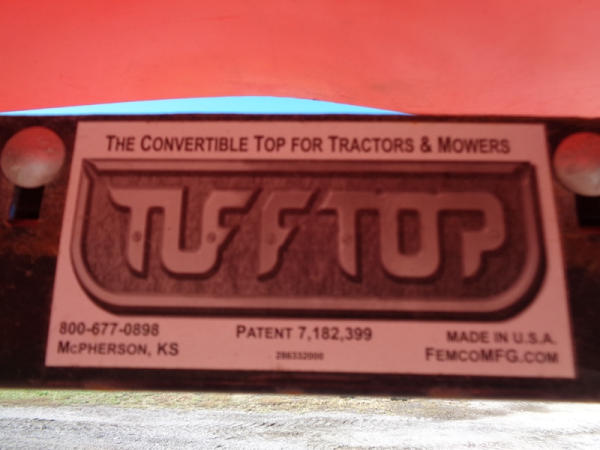 THE CONVERTIBLE TOP FOR TRACTORS & MOWERS
TUFFTOP
800-677-0898
MCPHERSON, KS
PATENT 7,182,399
286332000
MADE IN U.S.A.
FEMCOMFG.COM